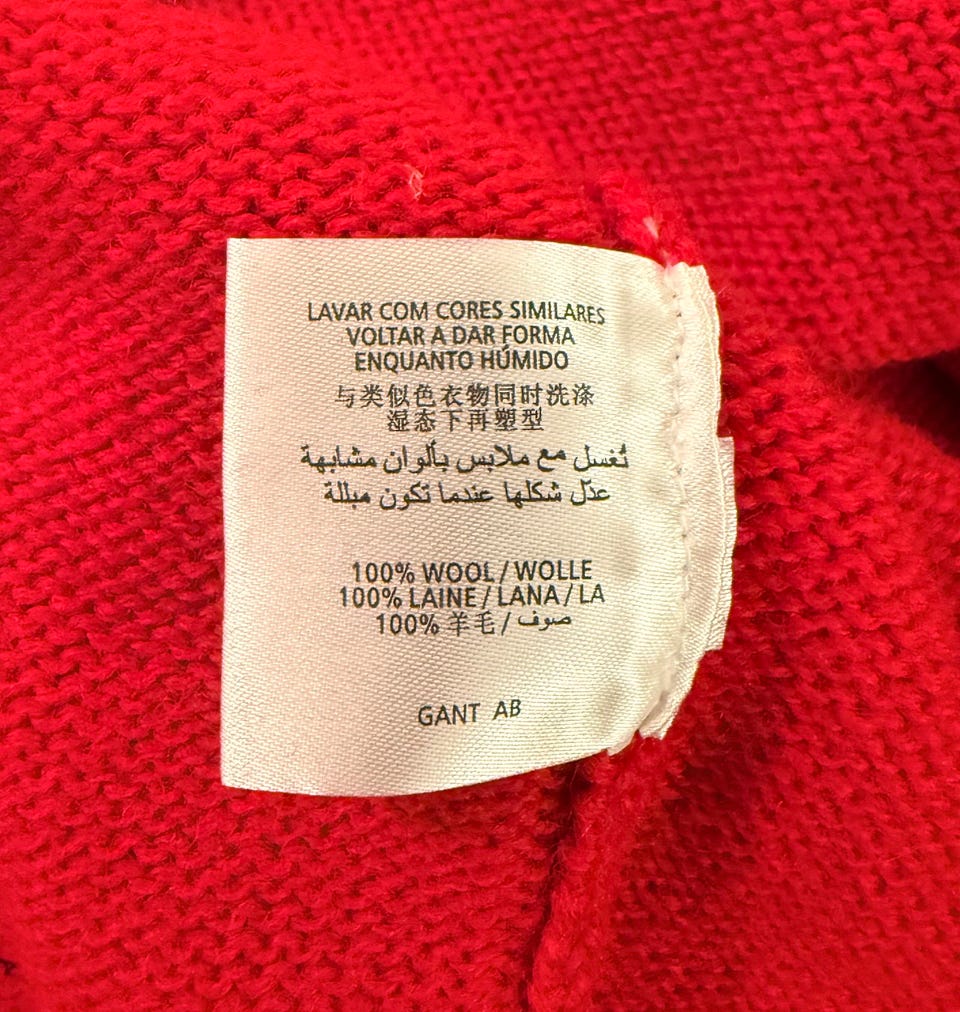 LAVAR COM CORES SIMILARES
VOLTAR A DAR FORMA
ENQUANTO HÚMIDO
与类似色衣物同时洗涤
湿态下再塑型
تُغسل مع ملابس بألوان مشابهة
عدّل شكلها عندما تكون مبللة
100% WOOL / WOLLE
100% LAINE / LANA / LA
100% 羊毛 / صوف
GANT AB